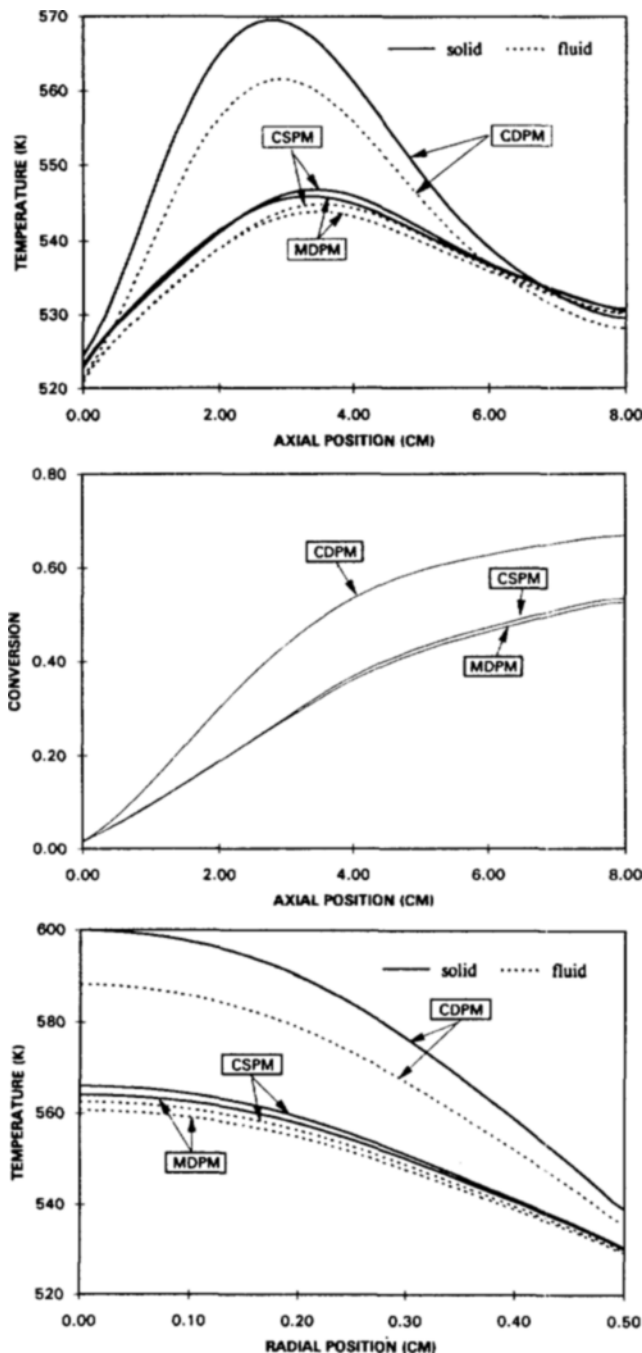 570
solid fluid
560
CSPM
CDPM
550
TEMPERATURE (K)
540
MDPM
530
520
0.00 2.00 4.00 6.00 8.00
AXIAL POSITION (CM)
0.80
CDPM
0.60
CSPM
CONVERSION
0.40
MDPM
0.20
0.00
0.00 2.00 4.00 6.00 8.00
AXIAL POSITION (CM)
600
solid fluid
CDPM
580
CSPM
TEMPERATURE (K)
560
MDPM
540
520
0.00 0.10 0.20 0.30 0.40 0.50
RADIAL POSITION (CM)